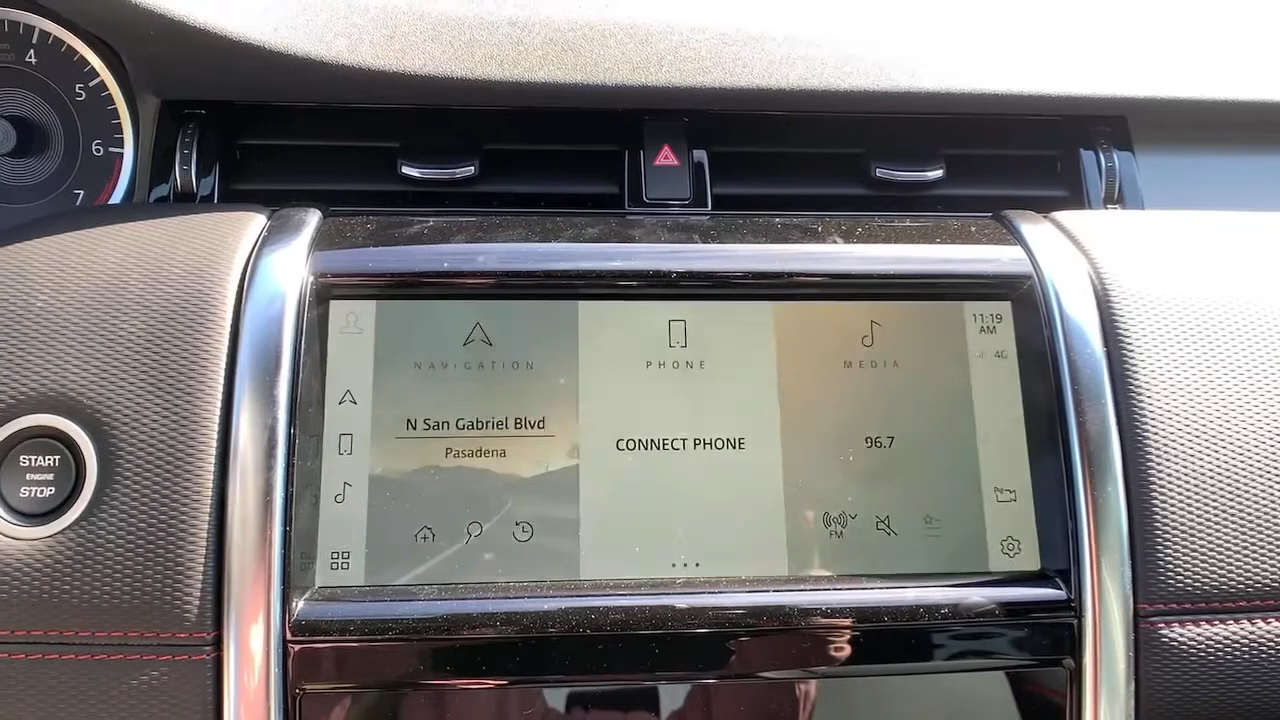 4
5
6
7
START
ENGINE
STOP
NAVIGATION
N San Gabriel Blvd
Pasadena
PHONE
CONNECT PHONE
MEDIA
96.7
FM
11:19
AM
4G